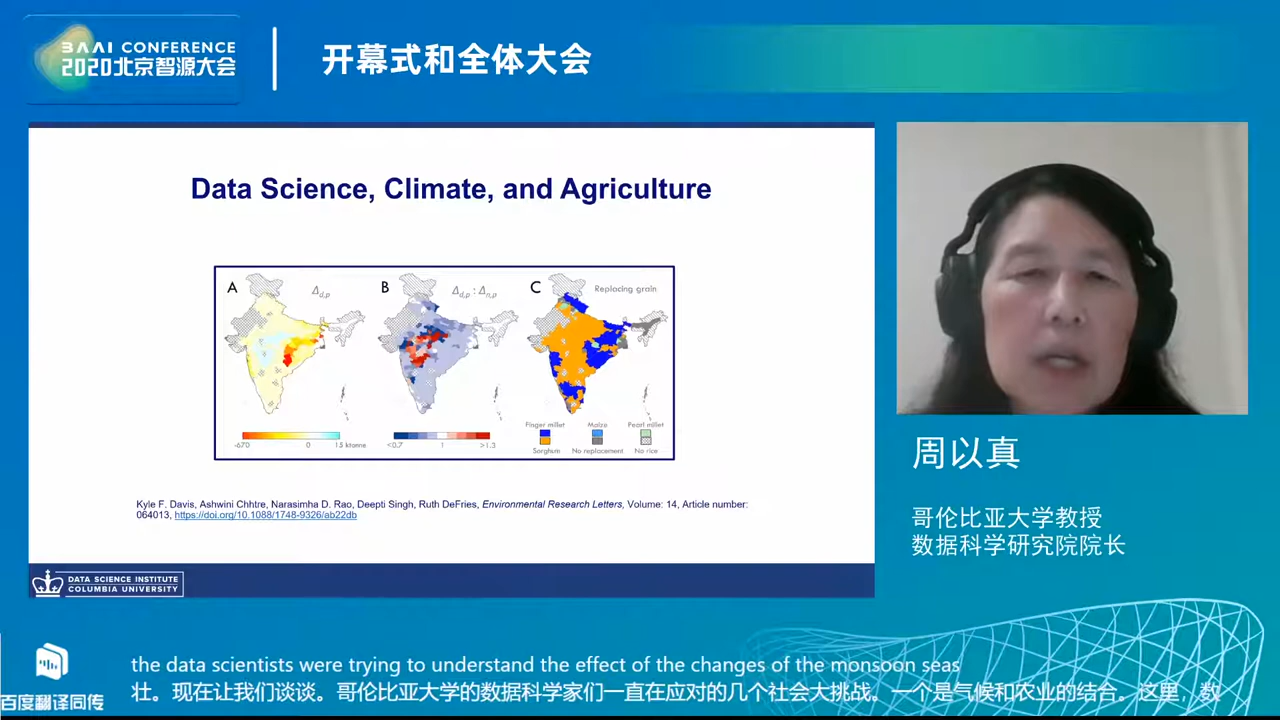 BAAI CONFERENCE
2020北京智源大会
开幕式和全体大会
Data Science, Climate, and Agriculture
A
Δd,p
B
Δd,p : Δn,p
C
Replacing grain
-670 0 15 ktonne
<0.7 1 >1.3
Finger millet Maize Pearl millet
Sorghum No replacement No rice
Kyle F. Davis, Ashwini Chhtre, Narasimha D. Rao, Deepti Singh, Ruth DeFries, Environmental Research Letters, Volume: 14, Article number:
064013, https://doi.org/10.1088/1748-9326/ab22db
DATA SCIENCE INSTITUTE
COLUMBIA UNIVERSITY
周以真
哥伦比亚大学教授
数据科学研究院院长
百度翻译同传
the data scientists were trying to understand the effect of the changes of the monsoon seas
壮。现在让我们谈谈。哥伦比亚大学的数据科学家们一直在应对的几个社会大挑战。一个是气候和农业的结合。这里，数